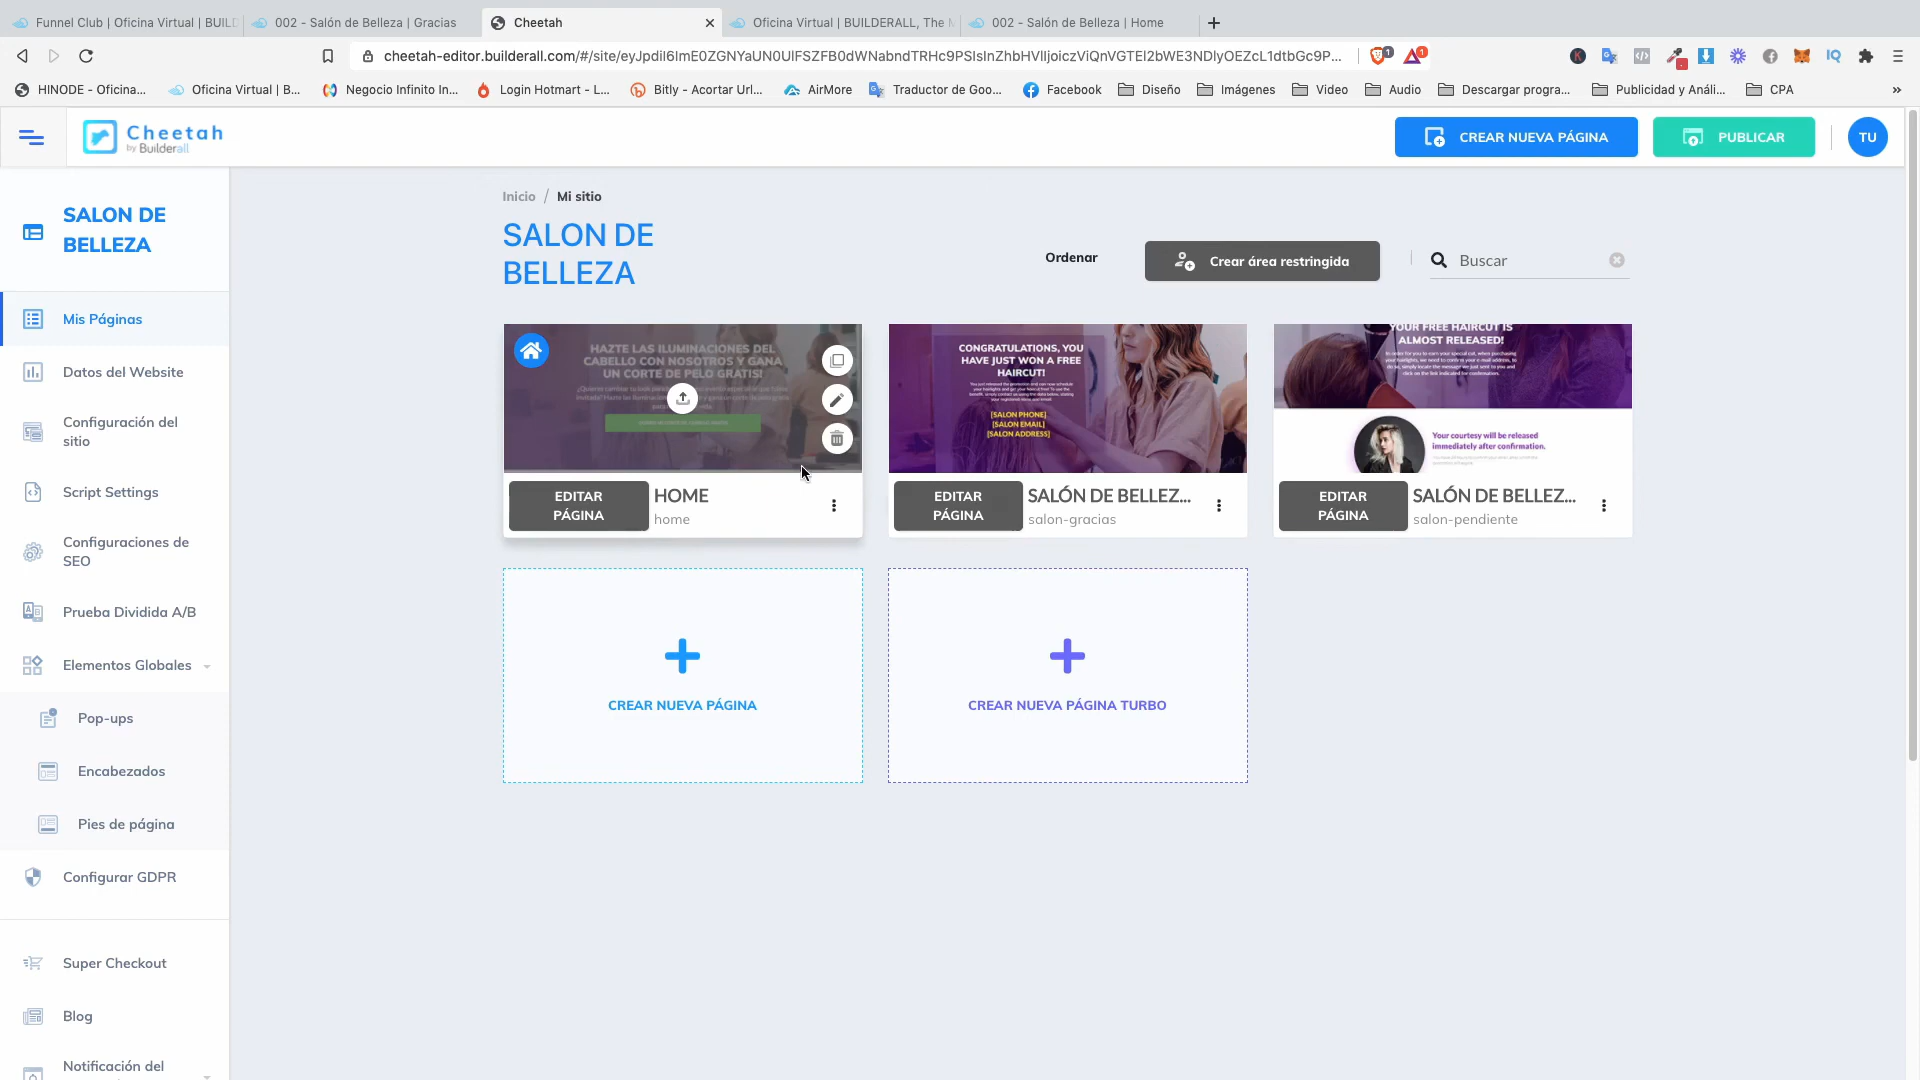 Funnel Club | Oficina Virtual | BUILD
002 - Salón de Belleza | Gracias
Cheetah
Oficina Virtual | BUILDERALL, The M
002 - Salón de Belleza | Home
HINODE - Oficina...
Oficina Virtual | B...
Negocio Infinito In...
Login Hotmart - L...
Bitly - Acortar Url...
AirMore
Traductor de Goo...
Facebook
Diseño
Imágenes
Video
Audio
Descargar progra...
Publicidad y Análi...
CPA
»
Cheetah
by Builderall
CREAR NUEVA PÁGINA
PUBLICAR
TU
SALON DE
BELLEZA
Mis Páginas
Datos del Website
Configuración del
sitio
Script Settings
Configuraciones de
SEO
Prueba Dividida A/B
Elementos Globales
Pop-ups
Encabezados
Pies de página
Configurar GDPR
Super Checkout
Blog
Notificación del
Inicio / Mi sitio
SALON DE
BELLEZA
Ordenar
Crear área restringida
Buscar
HAZTE LAS ILUMINACIONES DEL
CABELLO CON NOSOTROS Y GANA
UN CORTE DE PELO GRATIS!
EDITAR
PÁGINA
HOME
home
CONGRATULATIONS, YOU
HAVE JUST WON A FREE
HAIRCUT!
[SALON PHONE]
[SALON EMAIL]
[SALON ADDRESS]
EDITAR
PÁGINA
SALÓN DE BELLEZ...
salon-gracias
YOUR FREE HAIRCUT IS
ALMOST RELEASED!
Your courtesy will be released
immediately after confirmation.
EDITAR
PÁGINA
SALÓN DE BELLEZ...
salon-pendiente
CREAR NUEVA PÁGINA
CREAR NUEVA PÁGINA TURBO